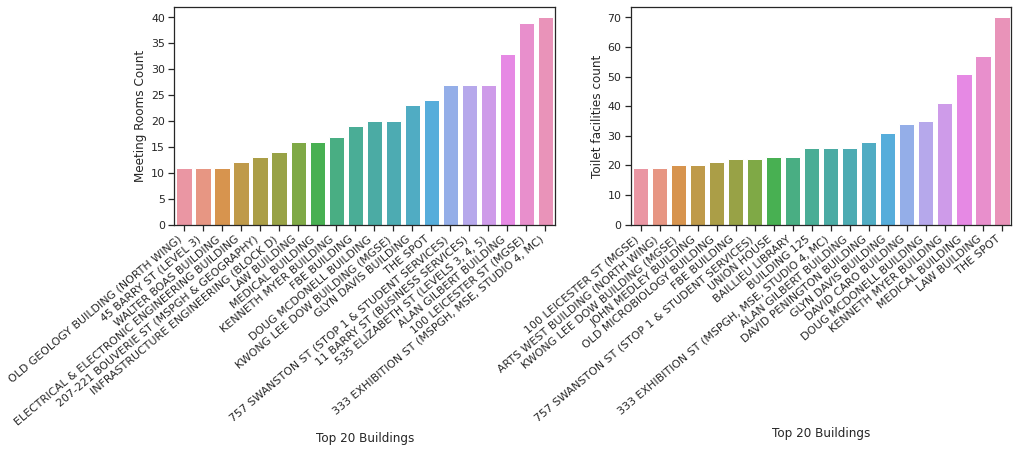 Meeting Rooms Count
40
35
30
25
20
15
10
5
0
OLD GEOLOGY BUILDING (NORTH WING)
45 BARRY ST (LEVEL 3)
WALTER BOAS BUILDING
ELECTRICAL & ELECTRONIC ENGINEERING BUILDING
207-221 BOUVERIE ST (MSPGH & GEOGRAPHY)
INFRASTRUCTURE ENGINEERING (BLOCK D)
LAW BUILDING
MEDICAL BUILDING
KENNETH MYER BUILDING
FBE BUILDING
DOUG MCDONELL BUILDING
KWONG LEE DOW BUILDING (MGSE)
GLYN DAVIS BUILDING
THE SPOT
757 SWANSTON ST (STOP 1 & STUDENT SERVICES)
11 BARRY ST (BUSINESS SERVICES)
535 ELIZABETH ST (LEVELS 3, 4, 5)
ALAN GILBERT BUILDING
100 LEICESTER ST (MGSE)
333 EXHIBITION ST (MSPGH, MSE, STUDIO 4, MC)
Top 20 Buildings
Toilet facilities count
70
60
50
40
30
20
10
0
100 LEICESTER ST (MGSE)
ARTS WEST BUILDING (NORTH WING)
KWONG LEE DOW BUILDING (MGSE)
JOHN MEDLEY BUILDING
OLD MICROBIOLOGY BUILDING
FBE BUILDING
757 SWANSTON ST (STOP 1 & STUDENT SERVICES)
UNION HOUSE
BAILLIEU LIBRARY
BUILDING 125
333 EXHIBITION ST (MSPGH, MSE, STUDIO 4, MC)
ALAN GILBERT BUILDING
DAVID PENINGTON BUILDING
GLYN DAVIS BUILDING
DAVID CARO BUILDING
DOUG MCDONELL BUILDING
KENNETH MYER BUILDING
MEDICAL BUILDING
LAW BUILDING
THE SPOT
Top 20 Buildings